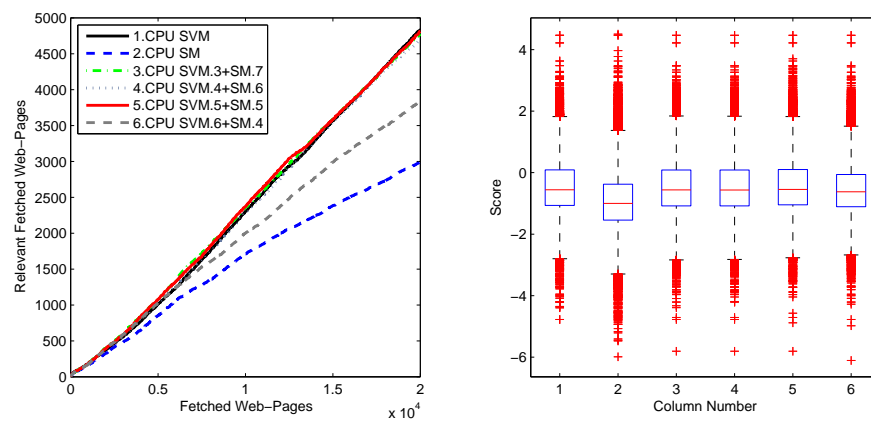 5000
4500
4000
3500
3000
2500
2000
1500
1000
500
0
Relevant Fetched Web−Pages
1.CPU SVM
2.CPU SM
3.CPU SVM.3+SM.7
4.CPU SVM.4+SM.6
5.CPU SVM.5+SM.5
6.CPU SVM.6+SM.4
0 0.5 1 1.5 2
x 10^4
Fetched Web−Pages
4
2
0
−2
−4
−6
Score
1 2 3 4 5 6
Column Number